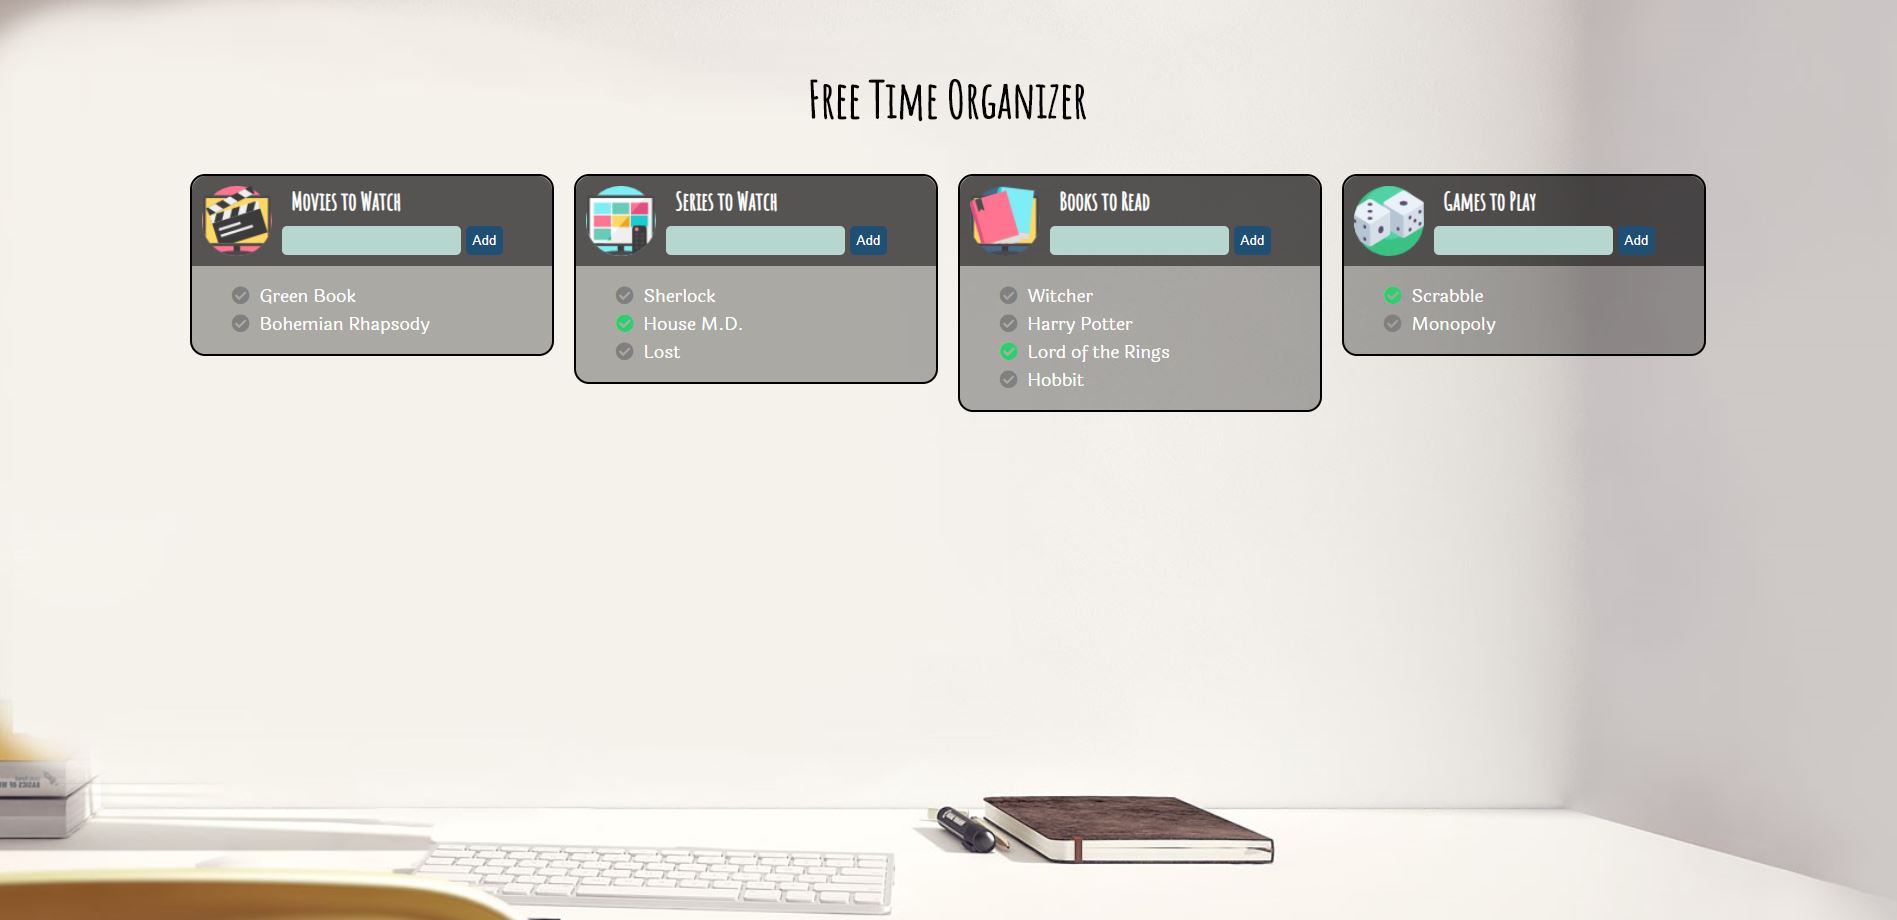 Free Time Organizer
Movies to Watch
Add
Green Book
Bohemian Rhapsody
Series to Watch
Add
Sherlock
House M.D.
Lost
Books to Read
Add
Witcher
Harry Potter
Lord of the Rings
Hobbit
Games to Play
Add
Scrabble
Monopoly